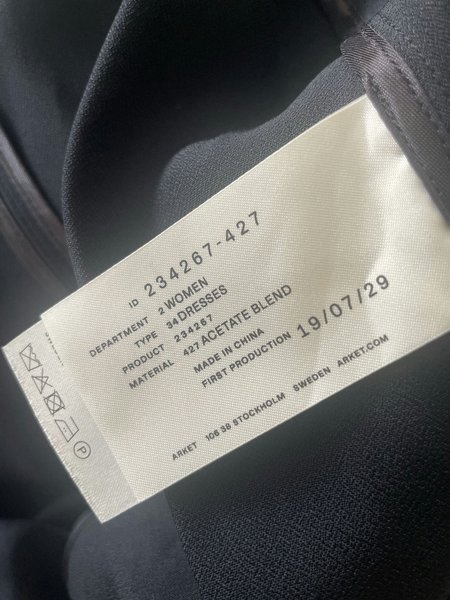 ID 234267-427
DEPARTMENT 2 WOMEN
TYPE 34 DRESSES
PRODUCT 234267
MATERIAL 427 ACETATE BLEND
MADE IN CHINA
FIRST PRODUCTION 19/07/29
ARKET 106 38 STOCKHOLM SWEDEN ARKET.COM
P